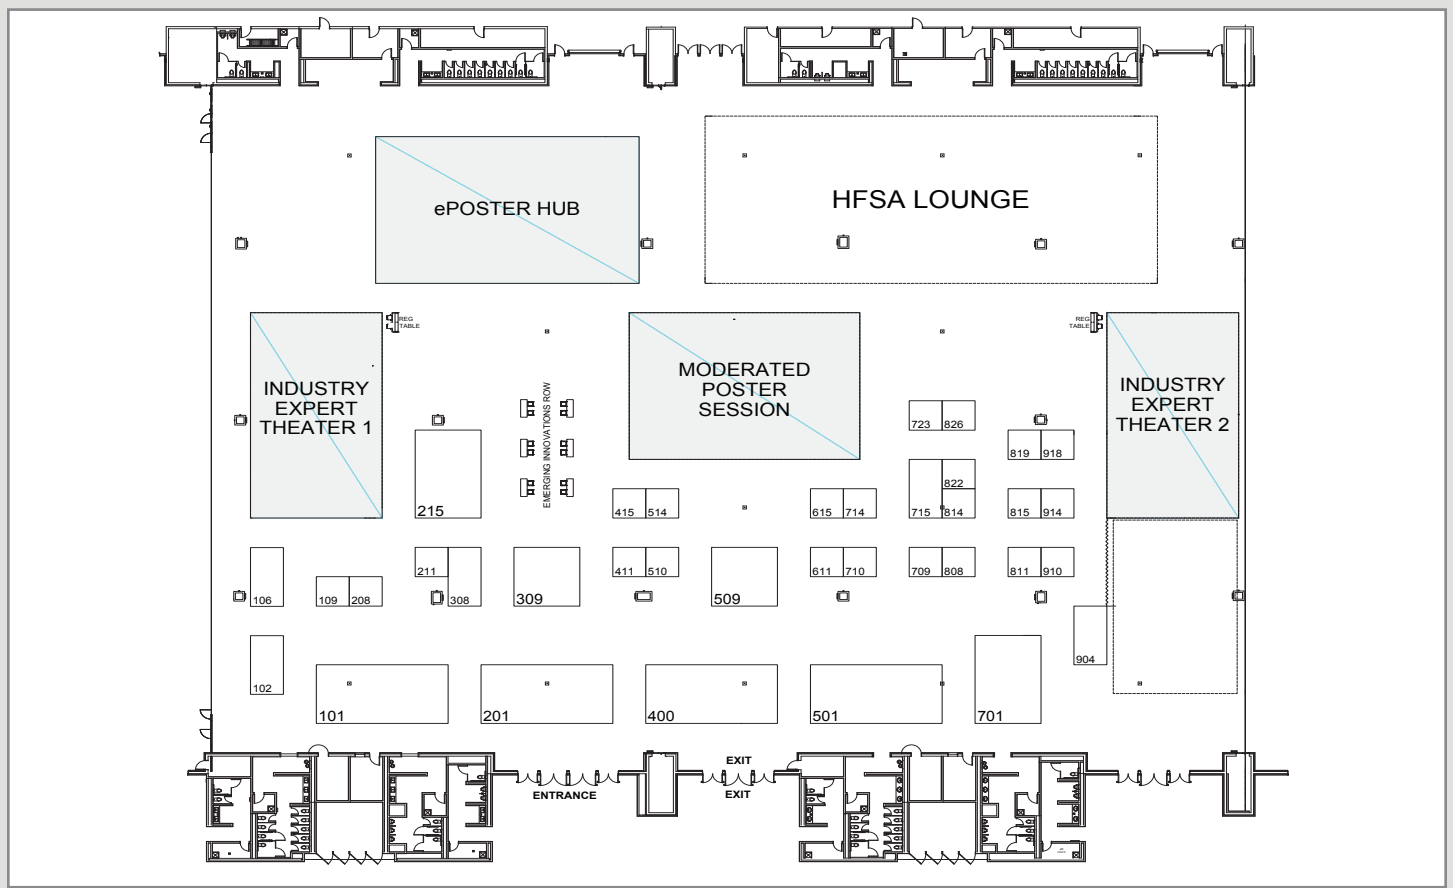 ePOSTER HUB
HFSA LOUNGE
REG
TABLE
REG
TABLE
INDUSTRY
EXPERT
THEATER 1
MODERATED
POSTER
SESSION
INDUSTRY
EXPERT
THEATER 2
EMERGING INNOVATIONS ROW
723 826
819 918
822
215
415 514
615 714
715 814
815 914
211
411 510
611 710
709 808
811 910
106
109 208
308
309
509
904
102
101
201
400
501
701
ENTRANCE
EXIT
EXIT